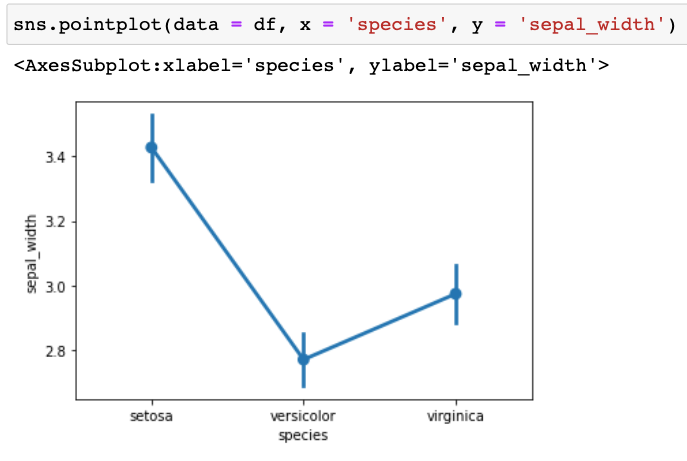 sns.pointplot(data = df, x = 'species', y = 'sepal_width')
<AxesSubplot:xlabel='species', ylabel='sepal_width'>
3.4
3.2
3.0
2.8
sepal_width
setosa versicolor virginica
species